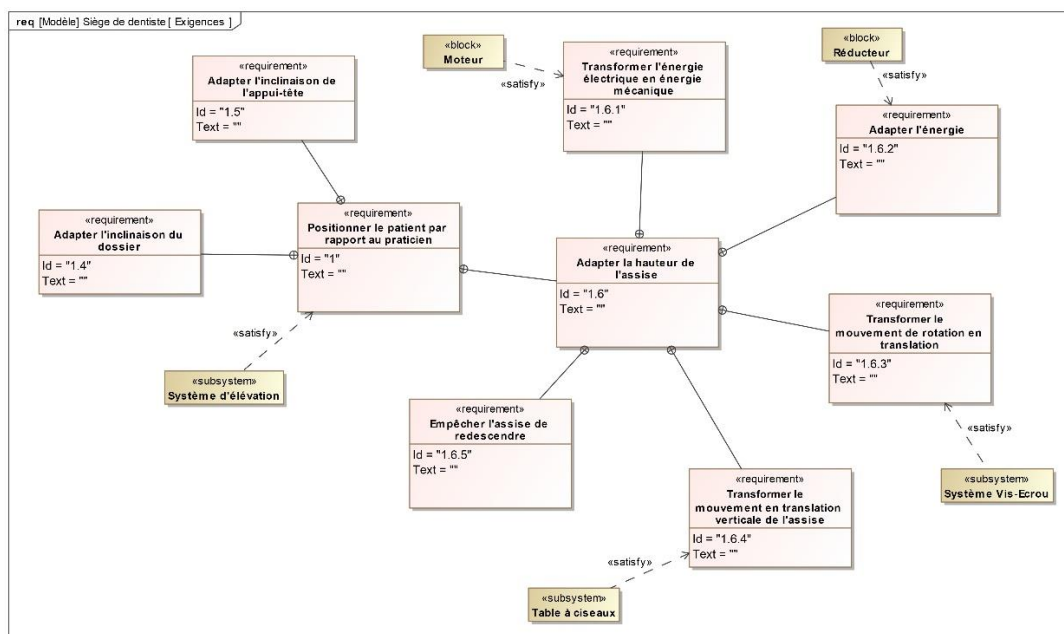 req [Modèle] Siège de dentiste [ Exigences ]
«requirement»
Adapter l'inclinaison de
l'appui-tête
Id = "1.5"
Text = ""
«block»
Moteur
«satisfy»
«requirement»
Transformer l'énergie
électrique en énergie
mécanique
Id = "1.6.1"
Text = ""
«block»
Réducteur
«satisfy»
«requirement»
Adapter l'énergie
Id = "1.6.2"
Text = ""
«requirement»
Adapter l'inclinaison du
dossier
Id = "1.4"
Text = ""
«requirement»
Positionner le patient par
rapport au praticien
Id = "1"
Text = ""
«requirement»
Adapter la hauteur de
l'assise
Id = "1.6"
Text = ""
«requirement»
Transformer le
mouvement de rotation en
translation
Id = "1.6.3"
Text = ""
«satisfy»
«subsystem»
Système d'élévation
«requirement»
Empêcher l'assise de
redescendre
Id = "1.6.5"
Text = ""
«satisfy»
«subsystem»
Système Vis-Ecrou
«requirement»
Transformer le
mouvement en translation
verticale de l'assise
Id = "1.6.4"
Text = ""
«satisfy»
«subsystem»
Table à ciseaux